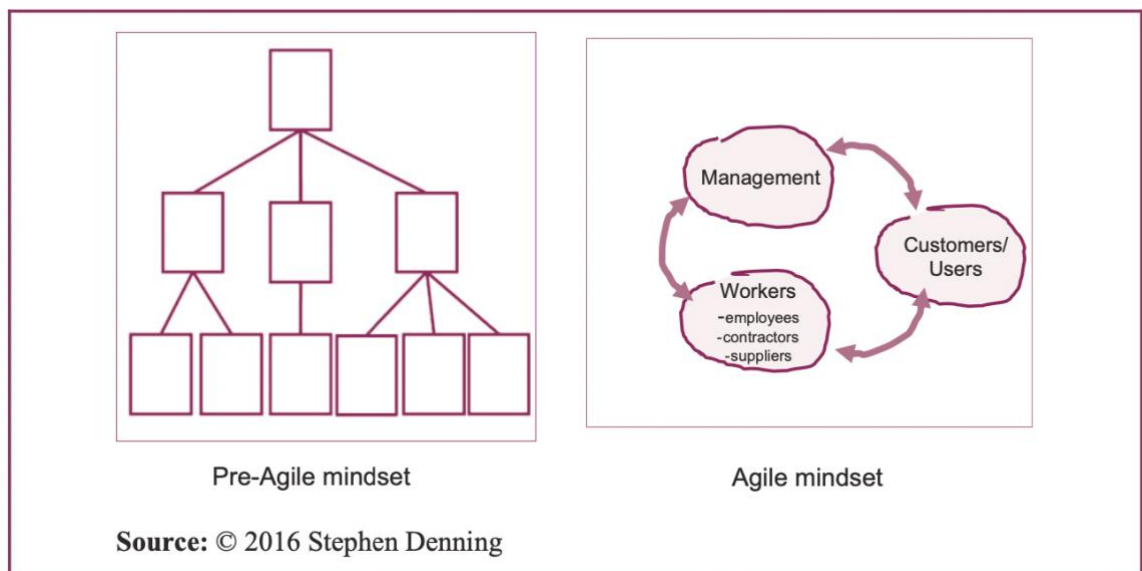 Management
Customers/
Users
Workers
-employees
-contractors
-suppliers
Pre-Agile mindset
Agile mindset
Source: © 2016 Stephen Denning